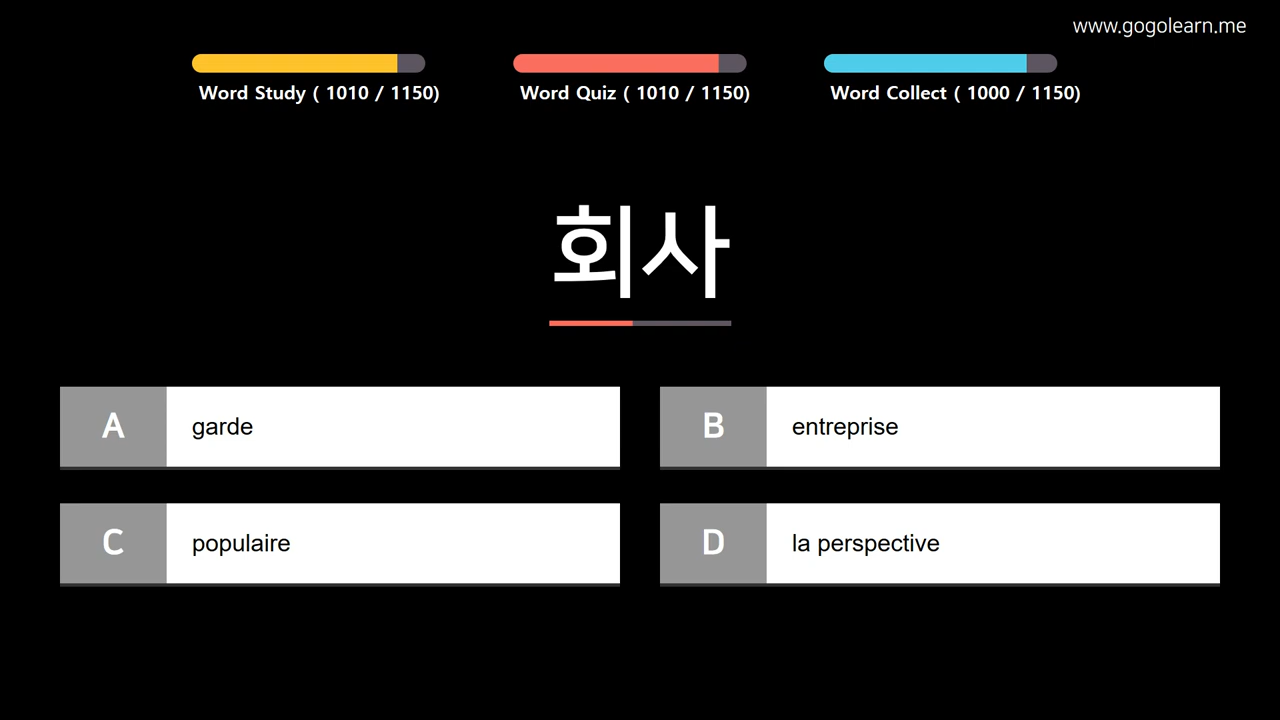 www.gogolearn.me
Word Study ( 1010 / 1150)
Word Quiz ( 1010 / 1150)
Word Collect ( 1000 / 1150)
회사
A garde
B entreprise
C populaire
D la perspective